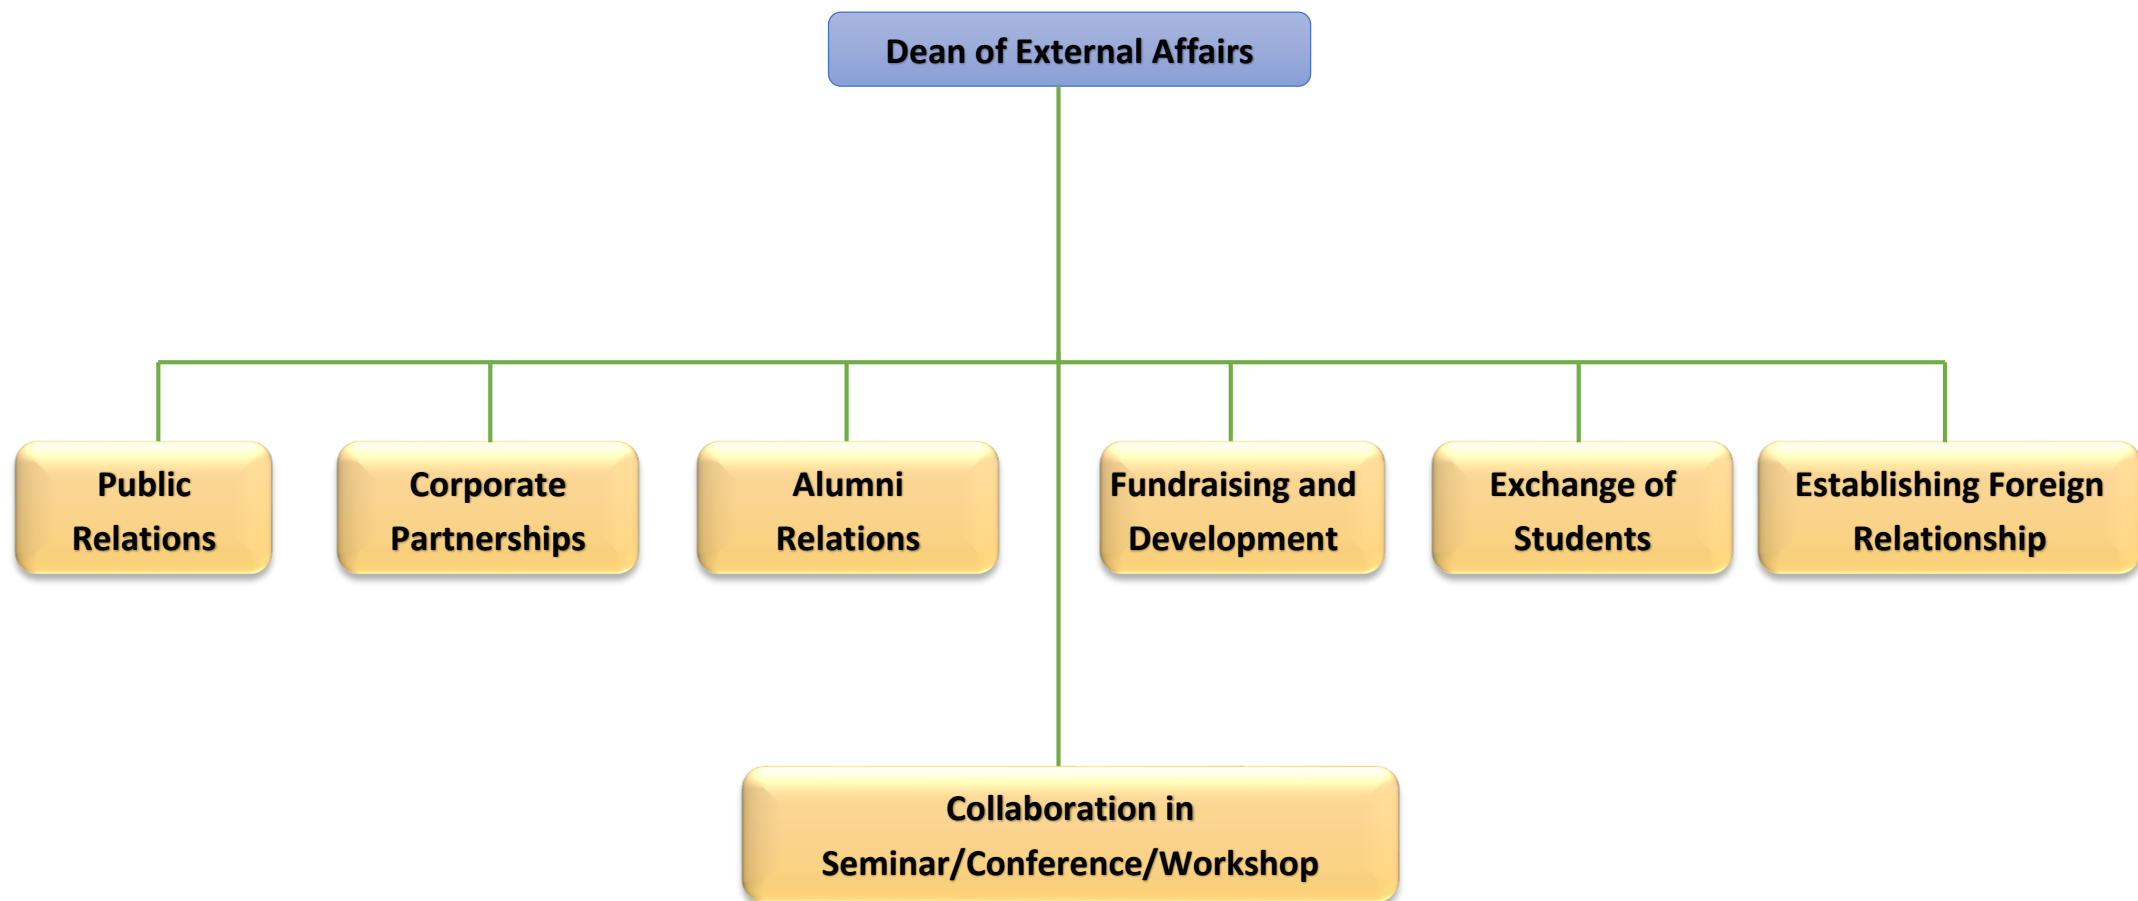 Dean of External Affairs
Public
Relations
Corporate
Partnerships
Alumni
Relations
Fundraising and
Development
Exchange of
Students
Establishing Foreign
Relationship
Collaboration in
Seminar/Conference/Workshop